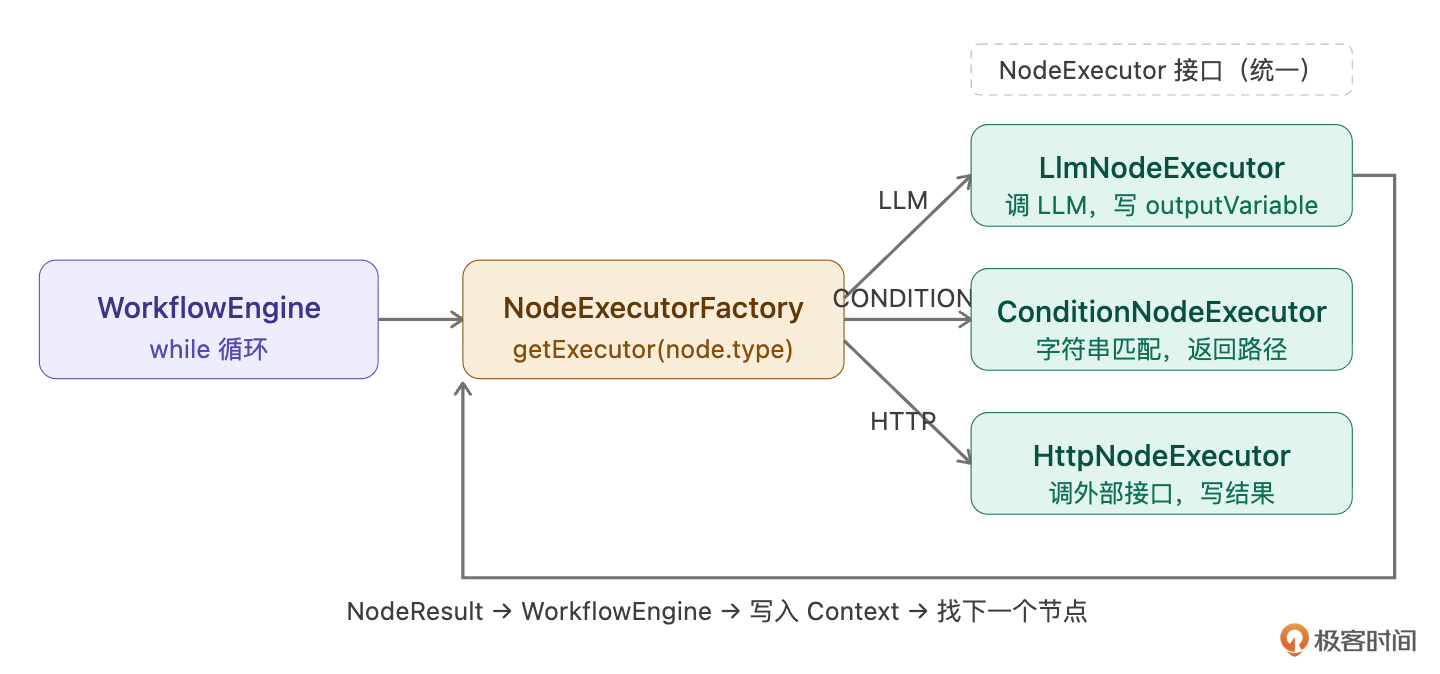 NodeExecutor 接口（统一）
LlmNodeExecutor
调 LLM，写 outputVariable
LLM
WorkflowEngine
while 循环
NodeExecutorFactory
getExecutor(node.type)
CONDITION
ConditionNodeExecutor
字符串匹配，返回路径
HTTP
HttpNodeExecutor
调外部接口，写结果
NodeResult → WorkflowEngine → 写入 Context → 找下一个节点
极客时间